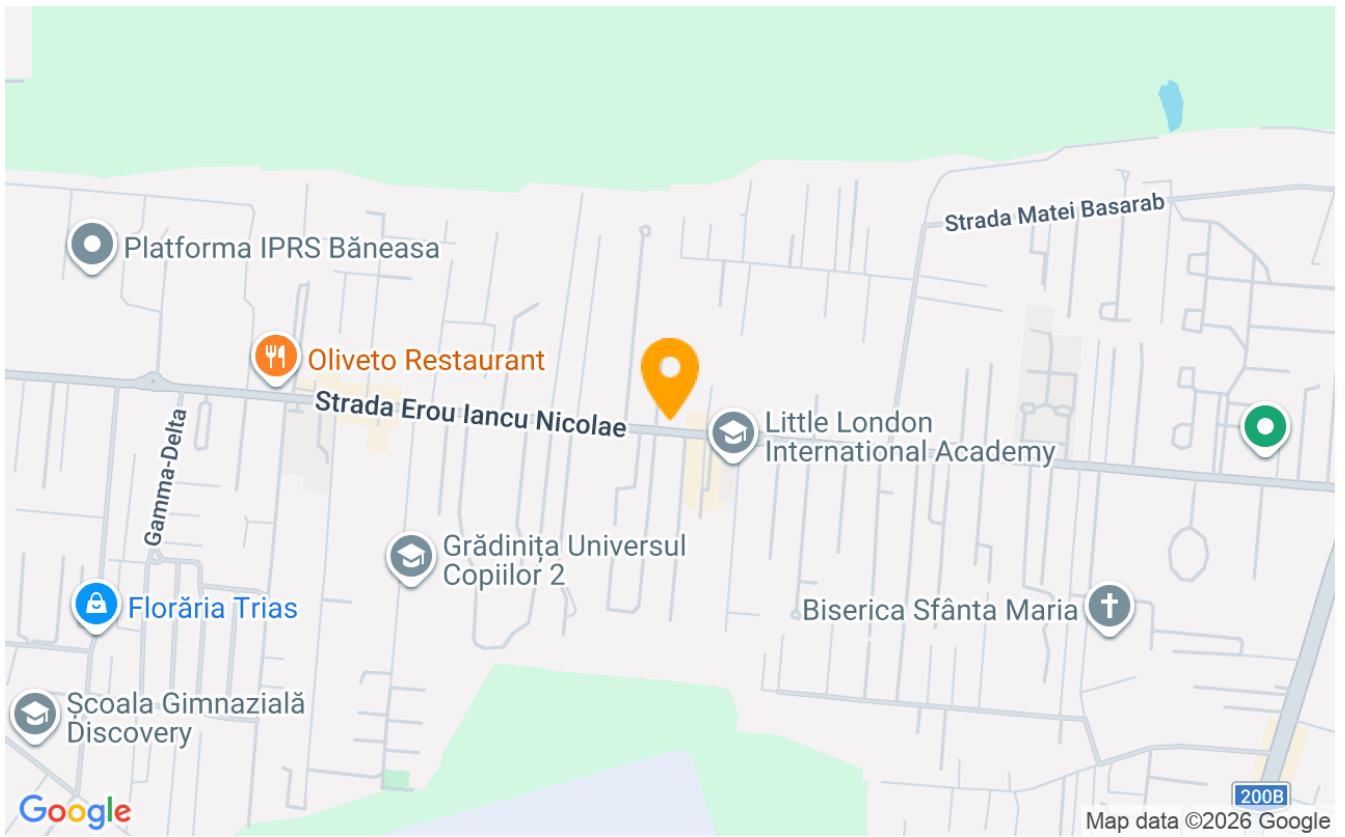 Strada Matei Basarab
Platforma IPRS Băneasa
Oliveto Restaurant
Strada Erou Iancu Nicolae
Little London
International Academy
Gamma-Delta
Grădinița Universul
Copiilor 2
Florăria Trias
Biserica Sfânta Maria
Școala Gimnazială
Discovery
200B
Google
Map data ©2026 Google